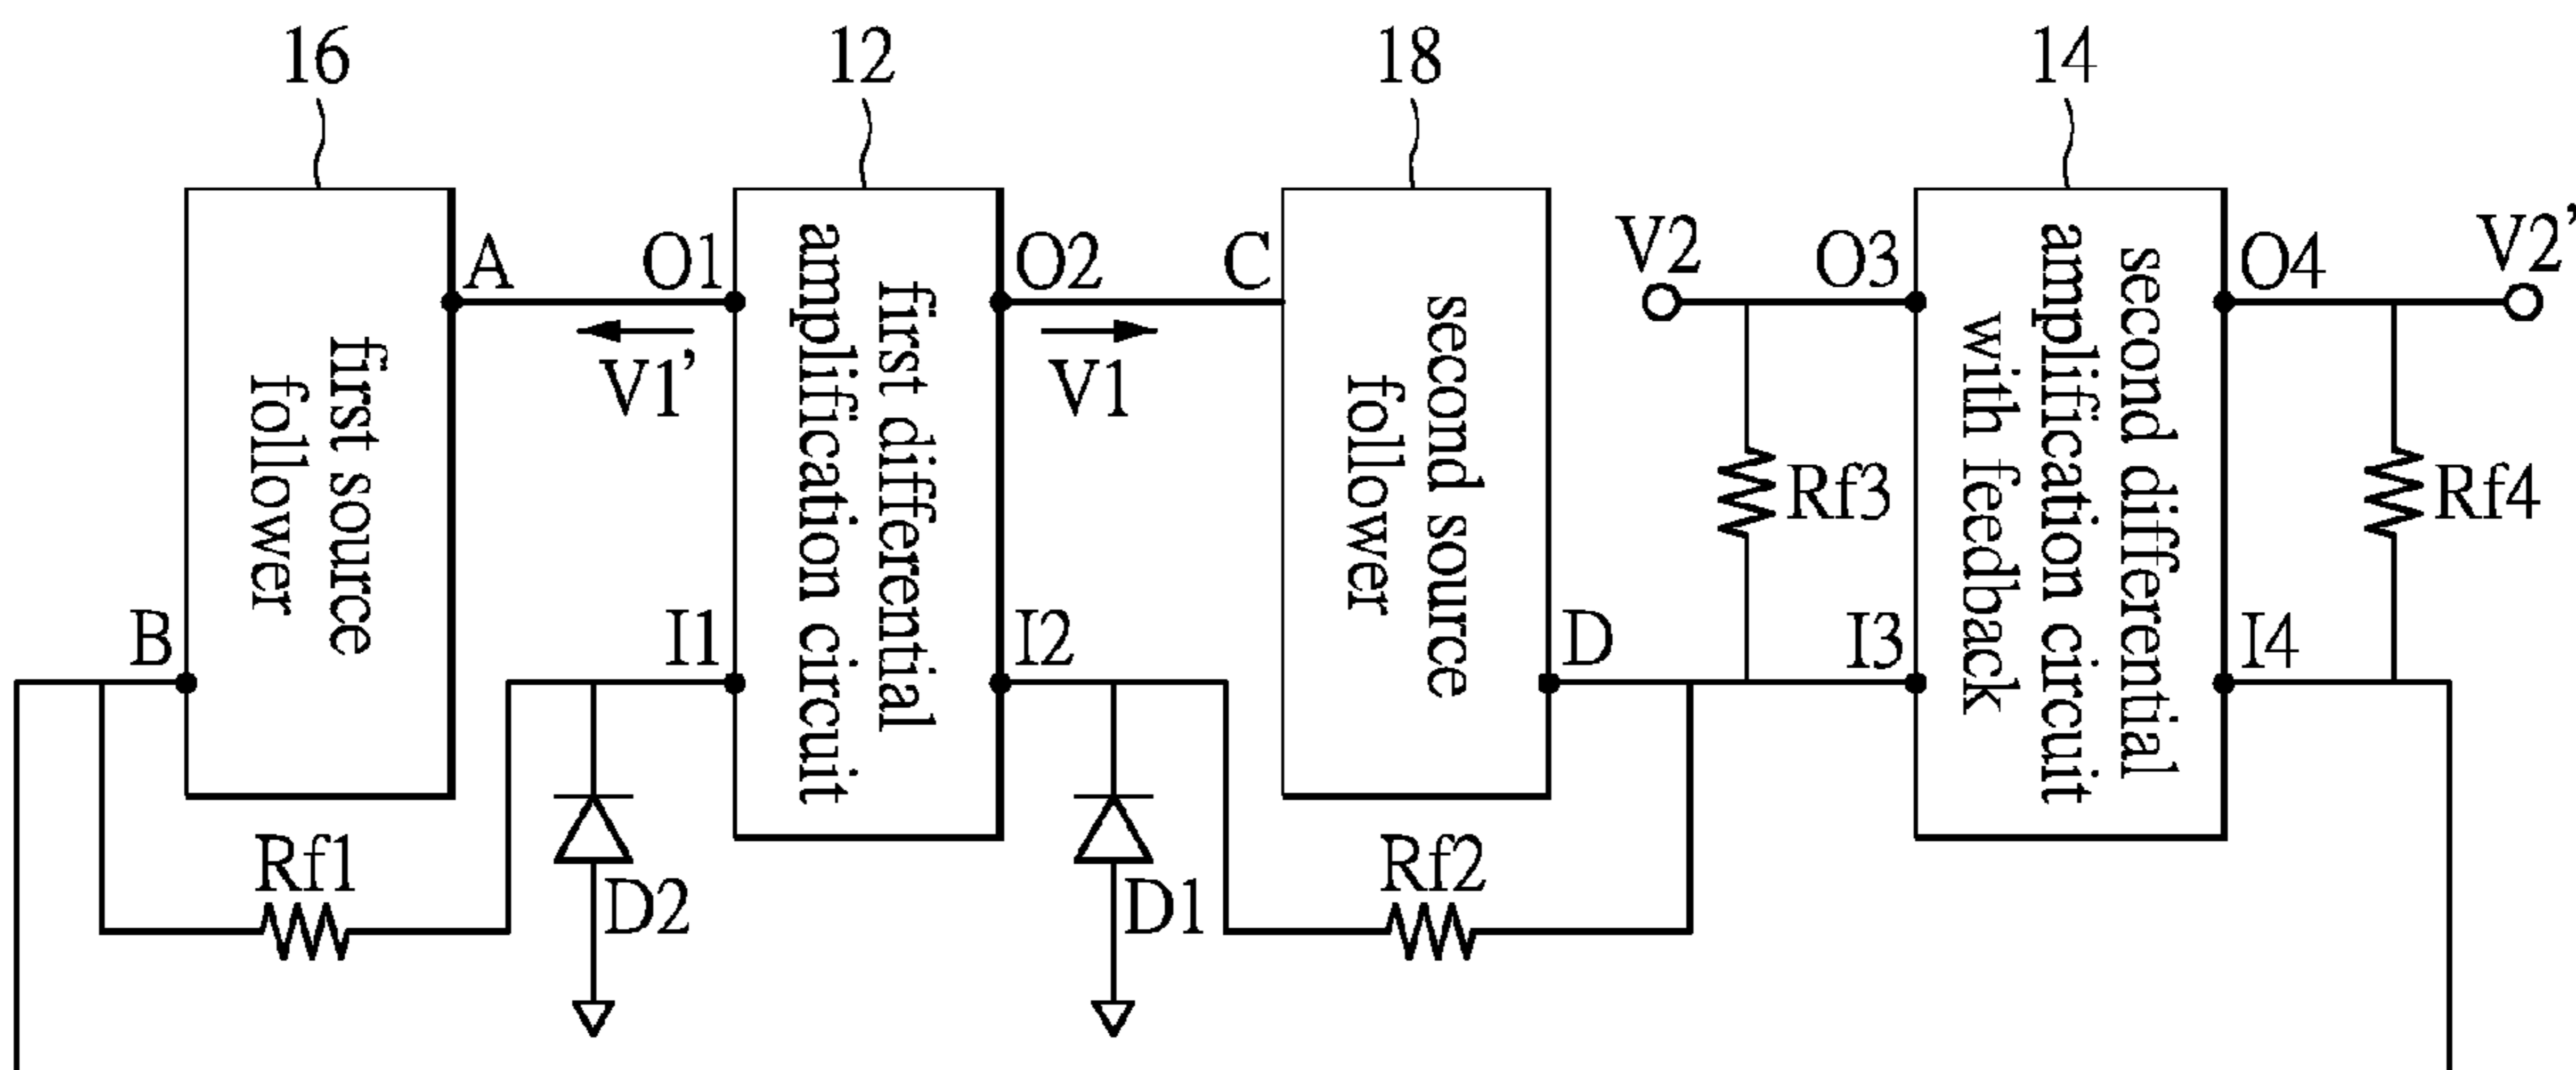 16
12
18
14
first source
follower
first differential
amplification circuit
second source
follower
second differential
amplification circuit
with feedback
A
O1
O2
C
V2
O3
O4
V2’
V1’
V1
Rf3
Rf4
B
I1
I2
D
I3
I4
Rf1
D2
D1
Rf2